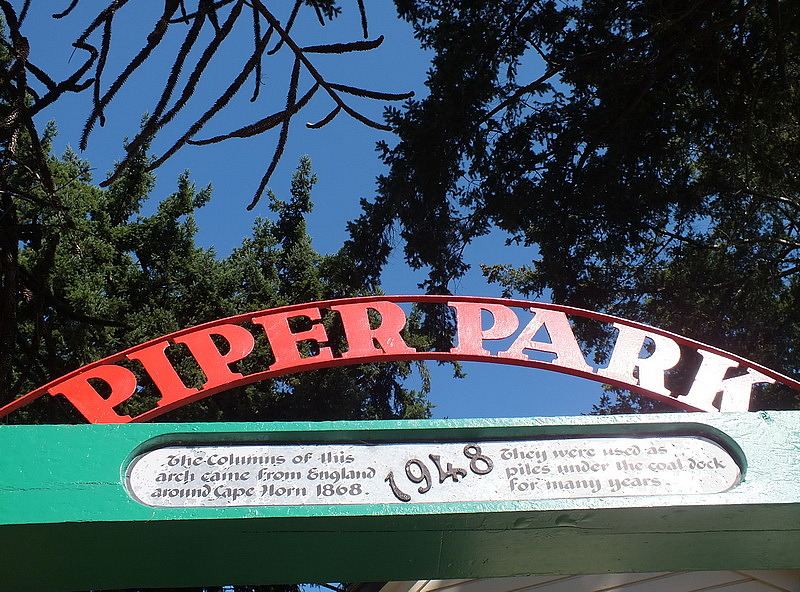 PIPER PARK
The Columns of this
arch came from England
around Cape Horn 1868.
1948
They were used as
piles under the coal dock
for many years.